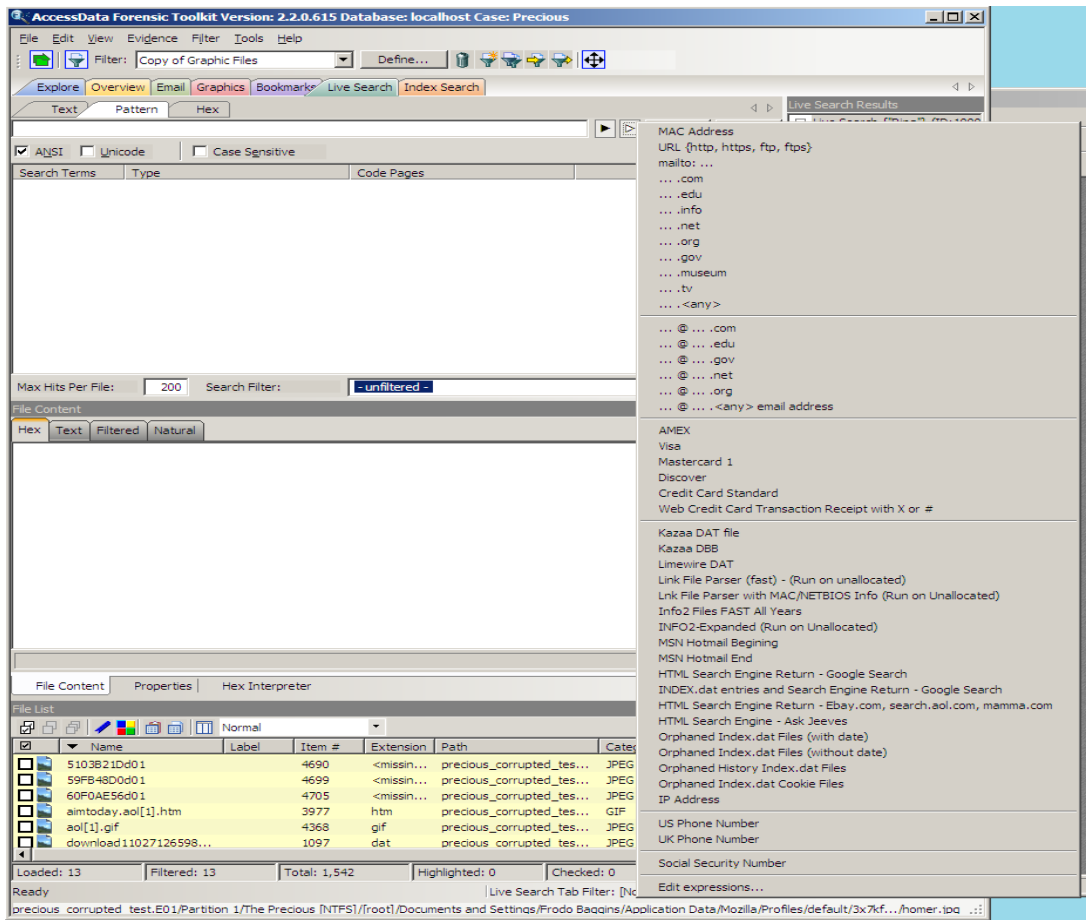 AccessData Forensic Toolkit Version: 2.2.0.615 Database: localhost Case: Precious
File Edit View Evidence Filter Tools Help
Filter: Copy of Graphic Files Define...
Explore Overview Email Graphics Bookmarks Live Search Index Search
Text Pattern Hex
Live Search Results
ANSI Unicode Case Sensitive
Search Terms Type Code Pages
Max Hits Per File: 200 Search Filter: - unfiltered -
File Content
Hex Text Filtered Natural
File Content Properties Hex Interpreter
File List
Normal
Name Label Item # Extension Path Categ
5103B21Dd01 4690 <missin... precious_corrupted_tes... JPEG
59FB48D0d01 4699 <missin... precious_corrupted_tes... JPEG
60F0AE56d01 4705 <missin... precious_corrupted_tes... JPEG
aimtoday.aol[1].htm 3977 htm precious_corrupted_tes... GIF
aol[1].gif 4368 gif precious_corrupted_tes... JPEG
download11027126598... 1097 dat precious_corrupted_tes... JPEG
Loaded: 13 Filtered: 13 Total: 1,542 Highlighted: 0 Checked: 0
Ready Live Search Tab Filter: [No
precious_corrupted_test.E01/Partition 1/The Precious [NTFS]/[root]/Documents and Settings/Frodo Baggins/Application Data/Mozilla/Profiles/default/3x7kf.../homer.jpg
MAC Address
URL {http, https, ftp, ftps}
mailto: ...
... .com
... .edu
... .info
... .net
... .org
... .gov
... .museum
... .tv
... .<any>
... @ ... .com
... @ ... .edu
... @ ... .gov
... @ ... .net
... @ ... .org
... @ ... .<any> email address
AMEX
Visa
Mastercard 1
Discover
Credit Card Standard
Web Credit Card Transaction Receipt with X or #
Kazaa DAT file
Kazaa DBB
Limewire DAT
Link File Parser (fast) - (Run on unallocated)
Lnk File Parser with MAC/NETBIOS Info (Run on Unallocated)
Info2 Files FAST All Years
INFO2-Expanded (Run on Unallocated)
MSN Hotmail Begining
MSN Hotmail End
HTML Search Engine Return - Google Search
INDEX.dat entries and Search Engine Return - Google Search
HTML Search Engine Return - Ebay.com, search.aol.com, mamma.com
HTML Search Engine - Ask Jeeves
Orphaned Index.dat Files (with date)
Orphaned Index.dat Files (without date)
Orphaned History Index.dat Files
Orphaned Index.dat Cookie Files
IP Address
US Phone Number
UK Phone Number
Social Security Number
Edit expressions...